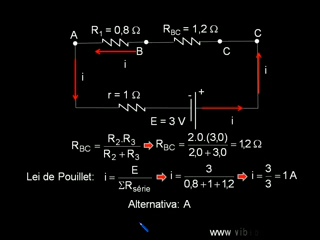 R₁ = 0,8 Ω R_BC = 1,2 Ω C
A B C
i i
i i
r = 1 Ω - +
E = 3 V i
R_BC = R₂.R₃ / R₂ + R₃ R_BC = 2.0.(3,0) / 2,0 + 3,0 = 1,2 Ω
Lei de Pouillet: i = E / ΣR_série i = 3 / 0,8+1+1,2 i = 3/3 = 1 A
Alternativa: A
www